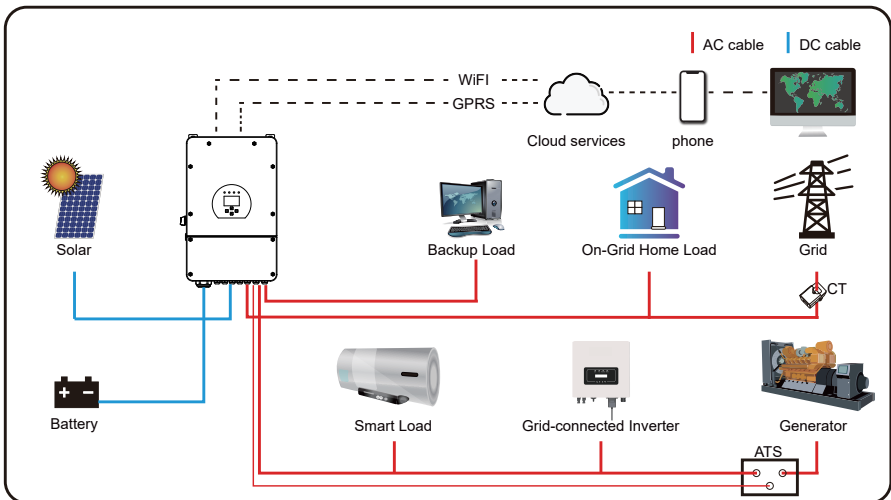 AC cable
DC cable
WiFI
GPRS
Cloud services
phone
Solar
Backup Load
On-Grid Home Load
Grid
CT
Battery
Smart Load
Grid-connected Inverter
Generator
ATS